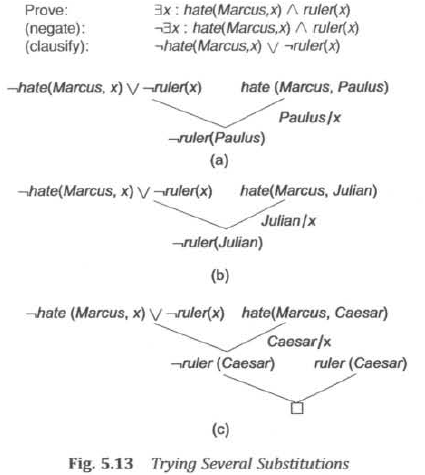 Prove: ∃x : hate(Marcus,x) ∧ ruler(x)
(negate): ¬∃x : hate(Marcus,x) ∧ ruler(x)
(clausify): ¬hate(Marcus,x) ∨ ¬ruler(x)
¬hate(Marcus, x) ∨ ¬ruler(x) hate (Marcus, Paulus)
Paulus/x
¬ruler(Paulus)
(a)
¬hate(Marcus, x) ∨ ¬ruler(x) hate(Marcus, Julian)
Julian/x
¬ruler(Julian)
(b)
¬hate (Marcus, x) ∨ ¬ruler(x) hate(Marcus, Caesar)
Caesar/x
¬ruler (Caesar) ruler (Caesar)
(c)
Fig. 5.13 Trying Several Substitutions